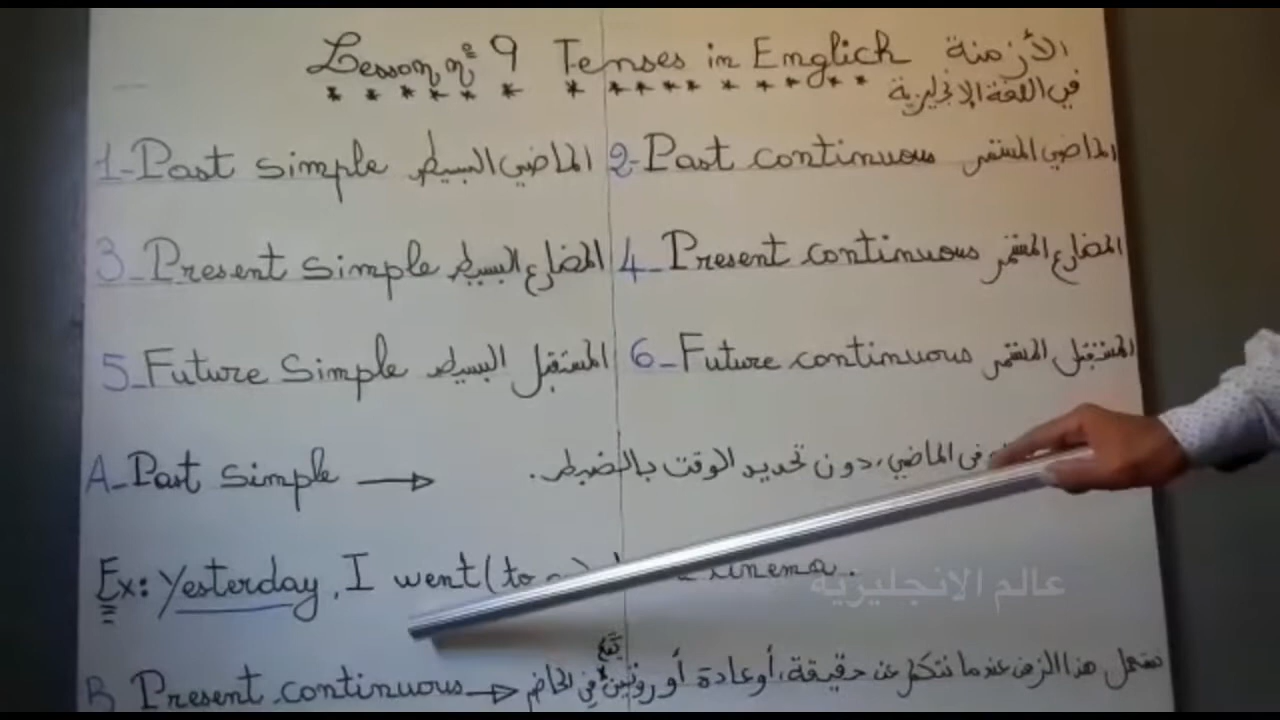 Lesson n° 9 Tenses in Englich الأزمنة
في اللغة الإنجليزية
1-Past simple الماضي البسيط 2-Past continuous الماضي المستمر
3-Present simple المضارع البسيط 4-Present continuous المضارع المستمر
5-Future Simple المستقبل البسيط 6-Future continuous المستقبل المستمر
A-Past simple → في الماضي، دون تحديد الوقت بالضبط.
Ex: Yesterday, I went (to cinema.
عالم الانجليزية
يقع
B Present continuous → نستعمل هذا الزمن عندما نتكلم عن حقيقة، أو عادة أو روتين في الحاضر